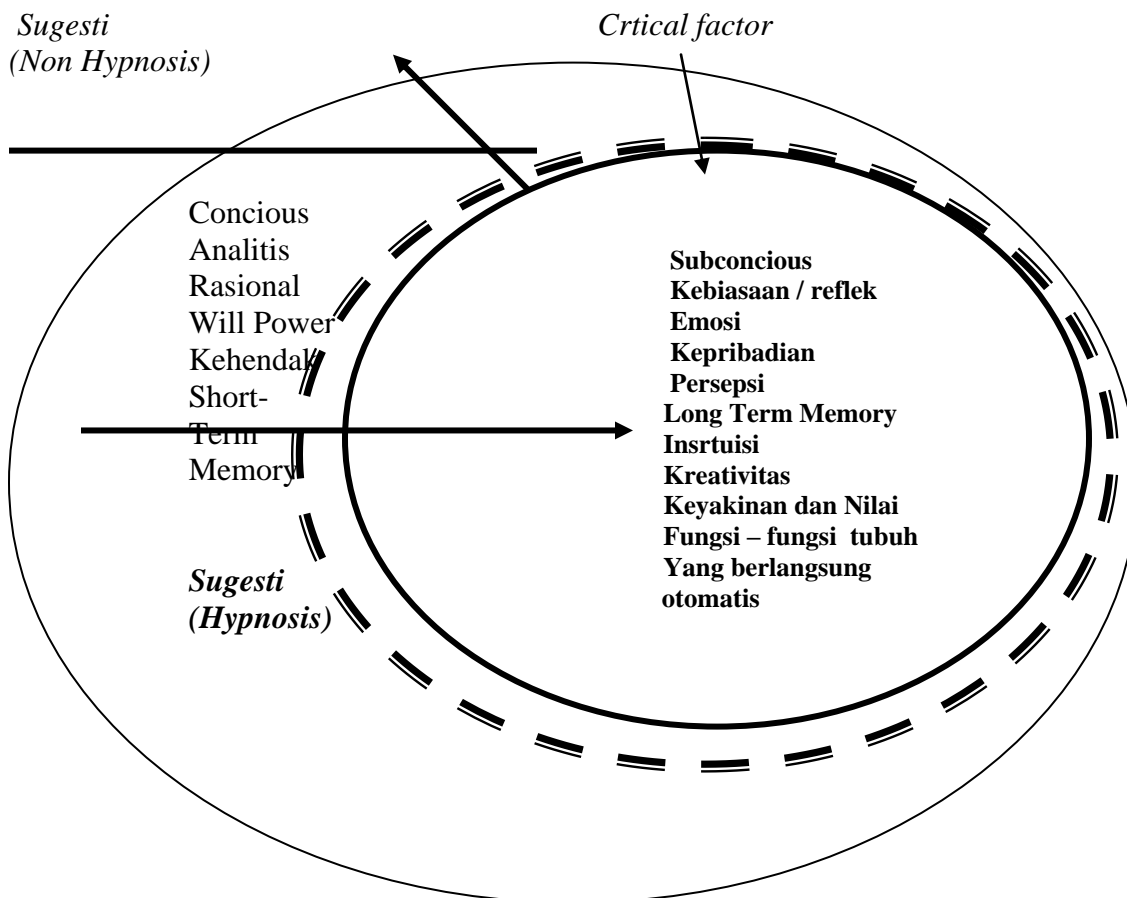 Sugesti
(Non Hypnosis)
Crtical factor
Concious
Analitis
Rasional
Will Power
Kehendak
Short-
Term
Memory
Sugesti
(Hypnosis)
Subconcious
Kebiasaan / reflek
Emosi
Kepribadian
Persepsi
Long Term Memory
Insrtuisi
Kreativitas
Keyakinan dan Nilai
Fungsi – fungsi tubuh
Yang berlangsung
otomatis